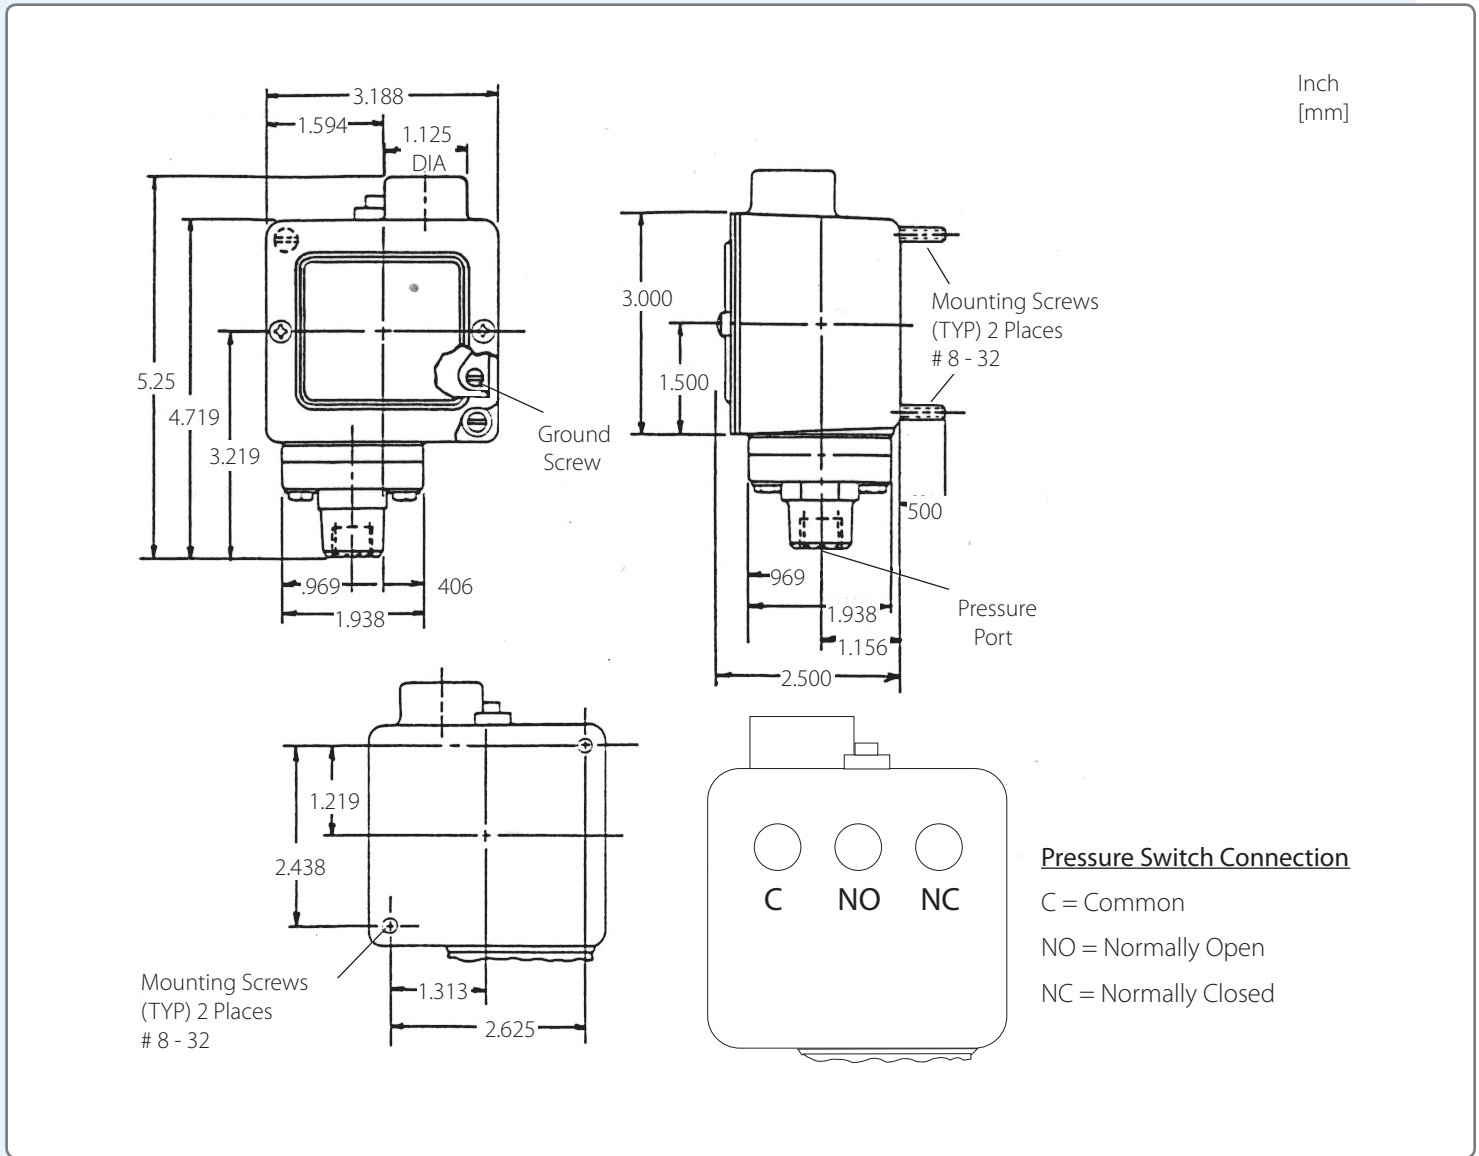 Inch
[mm]
3.188
1.594
1.125
DIA
5.25
4.719
3.219
Ground
Screw
.969
406
1.938
3.000
1.500
Mounting Screws
(TYP) 2 Places
# 8 - 32
500
969
1.938
1.156
2.500
Pressure
Port
1.219
2.438
Mounting Screws
(TYP) 2 Places
# 8 - 32
1.313
2.625
C NO NC
Pressure Switch Connection
C = Common
NO = Normally Open
NC = Normally Closed